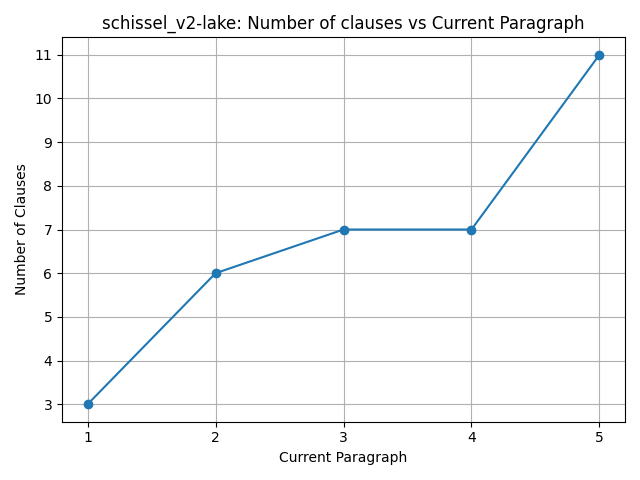 schissel_v2-lake: Number of clauses vs Current Paragraph
11
10
9
8
7
6
5
4
3
Number of Clauses
1 2 3 4 5
Current Paragraph